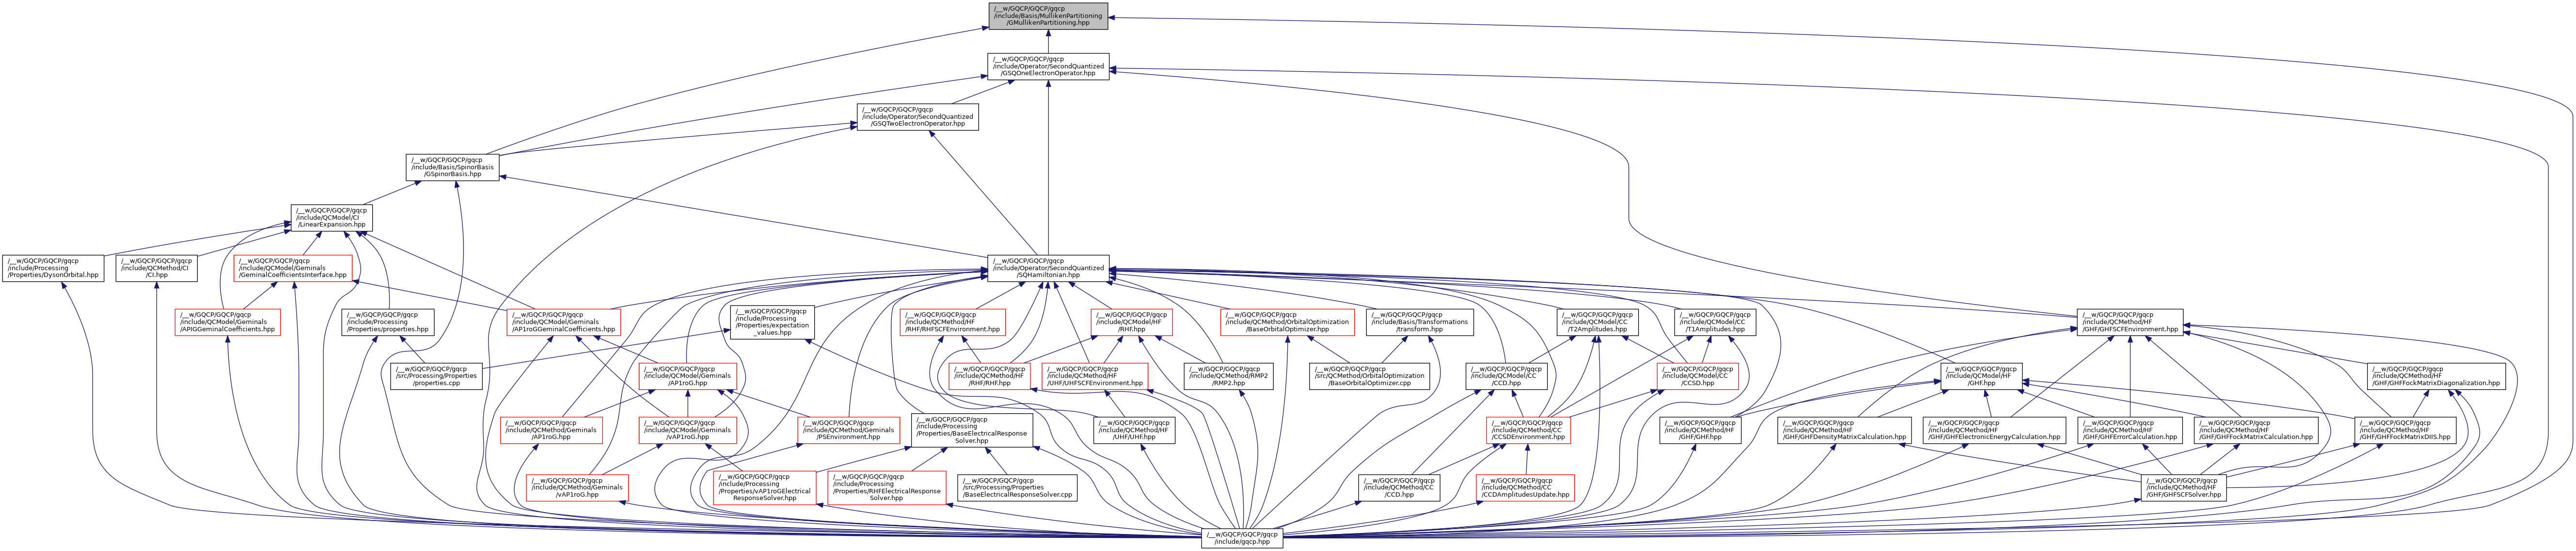 /__w/GQCP/GQCP/gqcp
/include/Basis/MullikenPartitioning
/GMullikenPartitioning.hpp
/__w/GQCP/GQCP/gqcp
/include/Operator/SecondQuantized
/GSQOneElectronOperator.hpp
/__w/GQCP/GQCP/gqcp
/include/Operator/SecondQuantized
/GSQTwoElectronOperator.hpp
/__w/GQCP/GQCP/gqcp
/include/Basis/SpinorBasis
/GSpinorBasis.hpp
/__w/GQCP/GQCP/gqcp
/include/QCModel/CI
/LinearExpansion.hpp
/__w/GQCP/GQCP/gqcp
/include/Processing
/Properties/DysonOrbital.hpp
/__w/GQCP/GQCP/gqcp
/include/QCMethod/CI
/CI.hpp
/__w/GQCP/GQCP/gqcp
/include/QCModel/Geminals
/GeminalCoefficientsInterface.hpp
/__w/GQCP/GQCP/gqcp
/include/Operator/SecondQuantized
/SQHamiltonian.hpp
/__w/GQCP/GQCP/gqcp
/include/QCModel/Geminals
/APIGGeminalCoefficients.hpp
/__w/GQCP/GQCP/gqcp
/include/Processing
/Properties/properties.hpp
/__w/GQCP/GQCP/gqcp
/include/QCModel/Geminals
/AP1roGGeminalCoefficients.hpp
/__w/GQCP/GQCP/gqcp
/include/Processing
/Properties/expectation
_values.hpp
/__w/GQCP/GQCP/gqcp
/include/QCMethod/HF
/RHF/RHFSCFEnvironment.hpp
/__w/GQCP/GQCP/gqcp
/include/QCModel/HF
/RHF.hpp
/__w/GQCP/GQCP/gqcp
/include/QCMethod/OrbitalOptimization
/BaseOrbitalOptimizer.hpp
/__w/GQCP/GQCP/gqcp
/include/Basis/Transformations
/transform.hpp
/__w/GQCP/GQCP/gqcp
/include/QCModel/CC
/T2Amplitudes.hpp
/__w/GQCP/GQCP/gqcp
/include/QCModel/CC
/T1Amplitudes.hpp
/__w/GQCP/GQCP/gqcp
/include/QCMethod/HF
/GHF/GHFSCFEnvironment.hpp
/__w/GQCP/GQCP/gqcp
/src/Processing/Properties
/properties.cpp
/__w/GQCP/GQCP/gqcp
/include/QCModel/Geminals
/AP1roG.hpp
/__w/GQCP/GQCP/gqcp
/include/QCMethod/HF
/RHF/RHF.hpp
/__w/GQCP/GQCP/gqcp
/include/QCMethod/HF
/UHF/UHFSCFEnvironment.hpp
/__w/GQCP/GQCP/gqcp
/include/QCMethod/RMP2
/RMP2.hpp
/__w/GQCP/GQCP/gqcp
/src/QCMethod/OrbitalOptimization
/BaseOrbitalOptimizer.cpp
/__w/GQCP/GQCP/gqcp
/include/QCModel/CC
/CCD.hpp
/__w/GQCP/GQCP/gqcp
/include/QCModel/CC
/CCSD.hpp
/__w/GQCP/GQCP/gqcp
/include/QCModel/HF
/GHF.hpp
/__w/GQCP/GQCP/gqcp
/include/QCMethod/HF
/GHF/GHFFockMatrixDiagonalization.hpp
/__w/GQCP/GQCP/gqcp
/include/QCMethod/Geminals
/AP1roG.hpp
/__w/GQCP/GQCP/gqcp
/include/QCModel/Geminals
/vAP1roG.hpp
/__w/GQCP/GQCP/gqcp
/include/QCMethod/Geminals
/PSEnvironment.hpp
/__w/GQCP/GQCP/gqcp
/include/Processing
/Properties/BaseElectricalResponse
Solver.hpp
/__w/GQCP/GQCP/gqcp
/include/QCMethod/HF
/UHF/UHF.hpp
/__w/GQCP/GQCP/gqcp
/include/QCMethod/CC
/CCSDEnvironment.hpp
/__w/GQCP/GQCP/gqcp
/include/QCMethod/HF
/GHF/GHF.hpp
/__w/GQCP/GQCP/gqcp
/include/QCMethod/HF
/GHF/GHFDensityMatrixCalculation.hpp
/__w/GQCP/GQCP/gqcp
/include/QCMethod/HF
/GHF/GHFElectronicEnergyCalculation.hpp
/__w/GQCP/GQCP/gqcp
/include/QCMethod/HF
/GHF/GHFErrorCalculation.hpp
/__w/GQCP/GQCP/gqcp
/include/QCMethod/HF
/GHF/GHFFockMatrixCalculation.hpp
/__w/GQCP/GQCP/gqcp
/include/QCMethod/HF
/GHF/GHFFockMatrixDIIS.hpp
/__w/GQCP/GQCP/gqcp
/include/QCMethod/Geminals
/vAP1roG.hpp
/__w/GQCP/GQCP/gqcp
/include/Processing
/Properties/vAP1roGElectrical
ResponseSolver.hpp
/__w/GQCP/GQCP/gqcp
/include/Processing
/Properties/RHFElectricalResponse
Solver.hpp
/__w/GQCP/GQCP/gqcp
/src/Processing/Properties
/BaseElectricalResponseSolver.cpp
/__w/GQCP/GQCP/gqcp
/include/QCMethod/CC
/CCD.hpp
/__w/GQCP/GQCP/gqcp
/include/QCMethod/CC
/CCDAmplitudesUpdate.hpp
/__w/GQCP/GQCP/gqcp
/include/QCMethod/HF
/GHF/GHFSCFSolver.hpp
/__w/GQCP/GQCP/gqcp
/include/gqcp.hpp